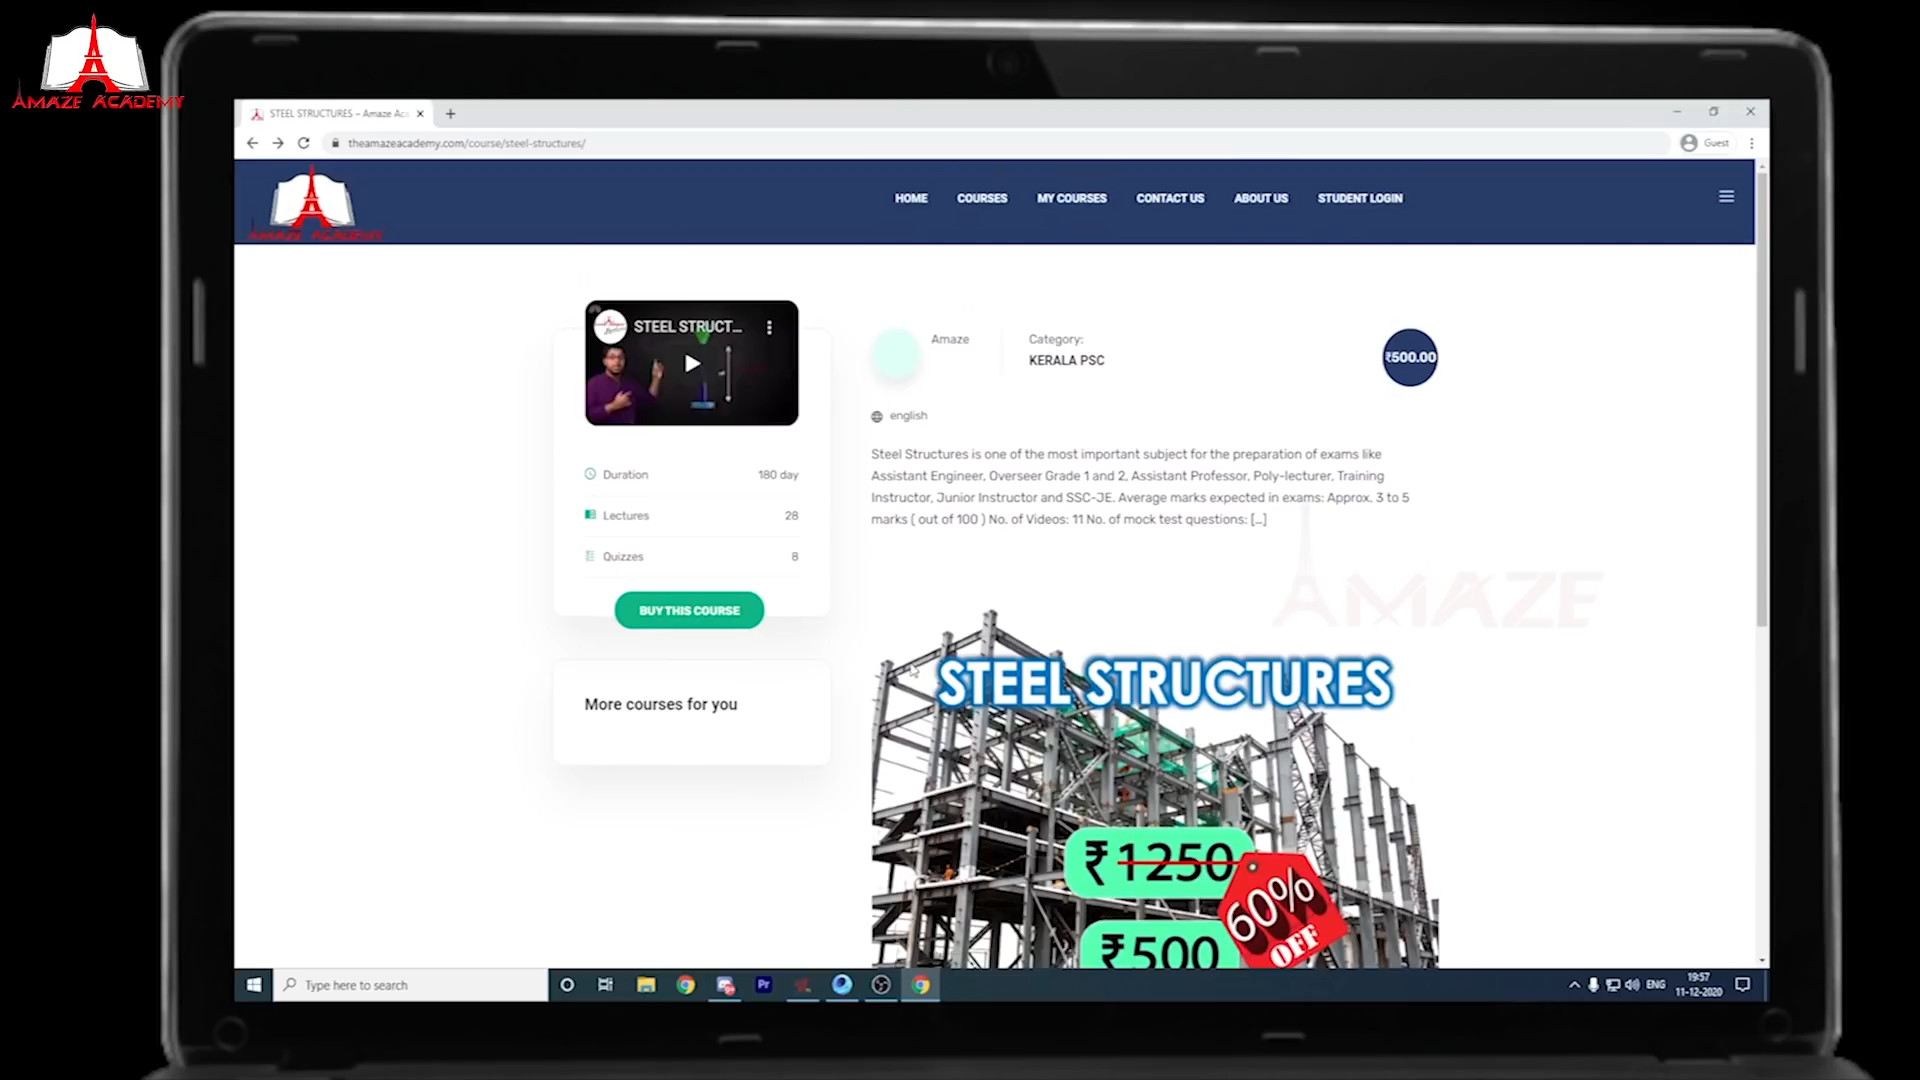 AMAZE ACADEMY
STEEL STRUCTURES – Amaze Aca
theamazeacademy.com/course/steel-structures/
Guest
AMAZE ACADEMY
HOME
COURSES
MY COURSES
CONTACT US
ABOUT US
STUDENT LOGIN
STEEL STRUCT...
Amaze
Category:
KERALA PSC
₹500.00
english
Steel Structures is one of the most important subject for the preparation of exams like
Assistant Engineer, Overseer Grade 1 and 2, Assistant Professor, Poly-lecturer, Training
Instructor, Junior Instructor and SSC-JE. Average marks expected in exams: Approx. 3 to 5
marks ( out of 100 ) No. of Videos: 11 No. of mock test questions: [...]
Duration 180 day
Lectures 28
Quizzes 8
BUY THIS COURSE
More courses for you
AMAZE
STEEL STRUCTURES
₹1250
60%
OFF
₹500
Type here to search
Pr
ENG
19:57
11-12-2020